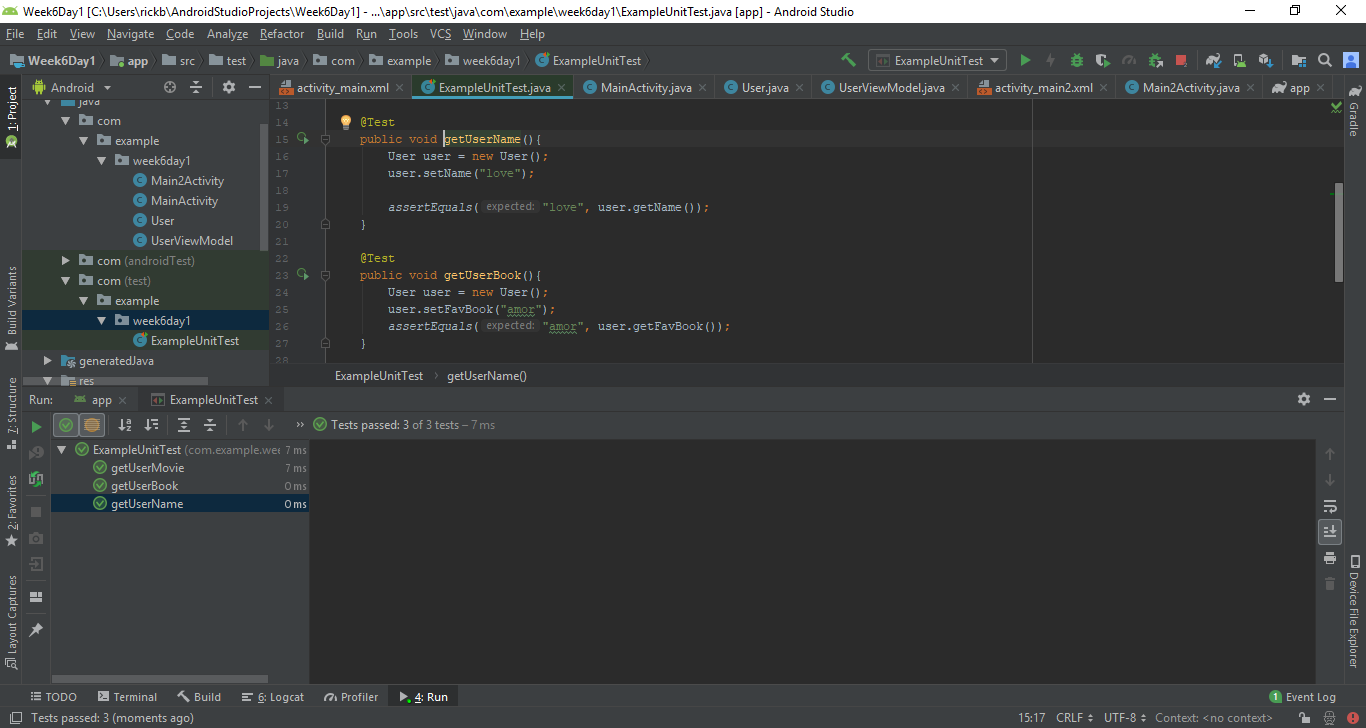 Week6Day1 [C:\Users\rickb\AndroidStudioProjects\Week6Day1] - ...\app\src\test\java\com\example\week6day1\ExampleUnitTest.java [app] - Android Studio
File Edit View Navigate Code Analyze Refactor Build Run Tools VCS Window Help
Week6Day1 app src test java com example week6day1 ExampleUnitTest
ExampleUnitTest
Android
activity_main.xml ExampleUnitTest.java MainActivity.java User.java UserViewModel.java activity_main2.xml Main2Activity.java app
1: Project
Build Variants
7: Structure
2: Favorites
Layout Captures
java
com
example
week6day1
Main2Activity
MainActivity
User
UserViewModel
com (androidTest)
com (test)
example
week6day1
ExampleUnitTest
generatedJava
res
13
14 @Test
15 public void getUserName(){
16 User user = new User();
17 user.setName("love");
18
19 assertEquals( expected: "love", user.getName());
20 }
21
22 @Test
23 public void getUserBook(){
24 User user = new User();
25 user.setFavBook("amor");
26 assertEquals( expected: "amor", user.getFavBook());
27 }
28
ExampleUnitTest getUserName()
Gradle
Device File Explorer
Run: app ExampleUnitTest
Tests passed: 3 of 3 tests – 7 ms
ExampleUnitTest (com.example.wee 7 ms
getUserMovie 7 ms
getUserBook 0 ms
getUserName 0 ms
TODO Terminal Build 6: Logcat Profiler 4: Run 1 Event Log
Tests passed: 3 (moments ago) 15:17 CRLF UTF-8 Context: <no context>